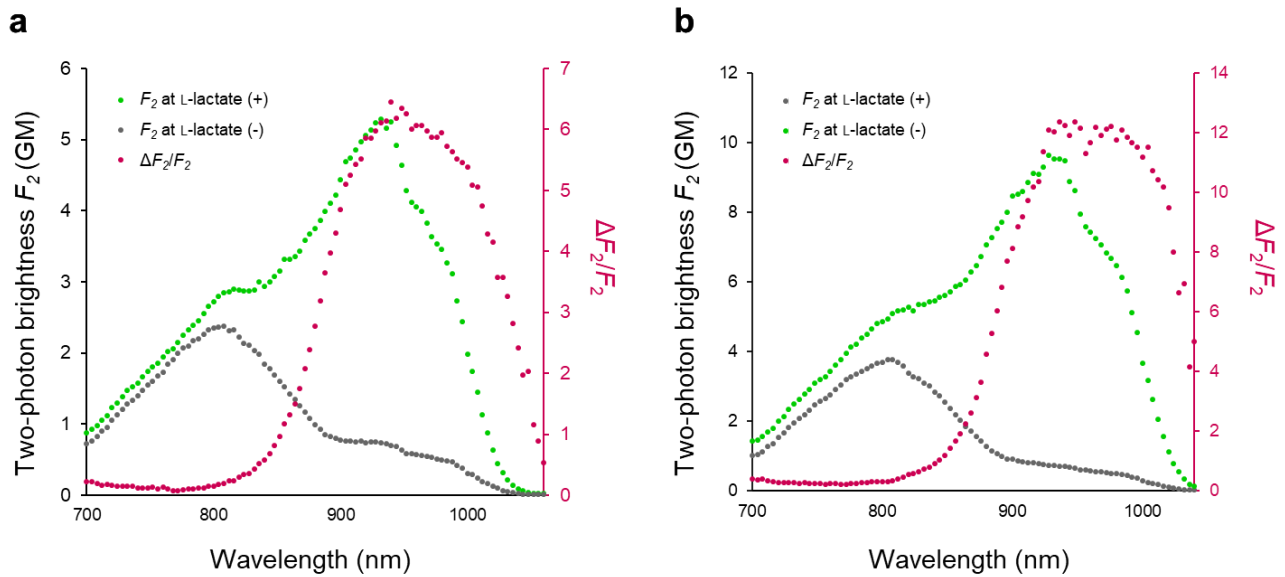 a
6
5
4
3
2
1
0
Two-photon brightness F₂ (GM)
F₂ at L-lactate (+)
F₂ at L-lactate (-)
ΔF₂/F₂
7
6
5
4
3
2
1
0
ΔF₂/F₂
700 800 900 1000
Wavelength (nm)
b
12
10
8
6
4
2
0
Two-photon brightness F₂ (GM)
F₂ at L-lactate (+)
F₂ at L-lactate (-)
ΔF₂/F₂
14
12
10
8
6
4
2
0
ΔF₂/F₂
700 800 900 1000
Wavelength (nm)